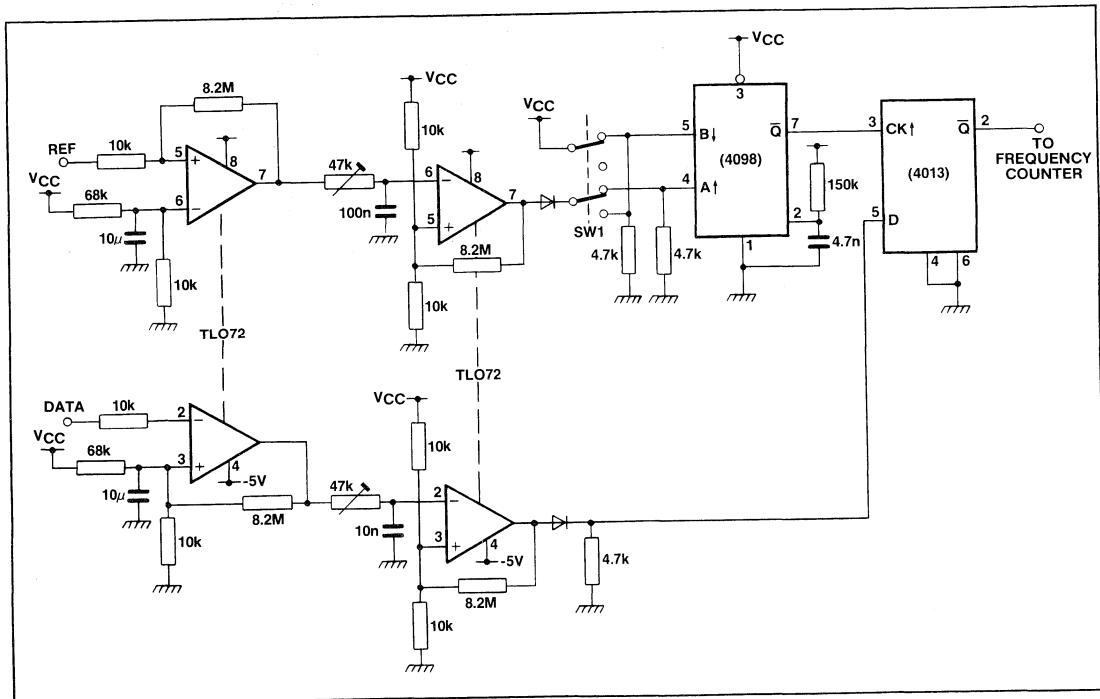 VCC
8.2M
VCC
3
REF
10k
5
+
8
7
47k
10k
VCC
5
B↓
Q̅
7
3
CK↑
Q̅
2
TO
FREQUENCY
COUNTER
VCC
68k
6
−
6
−
8
7
(4098)
(4013)
10µ
100n
5
+
4
A↑
150k
SW1
2
5
D
10k
8.2M
4.7k
4.7k
1
4.7n
4
6
10k
TLO72
TLO72
DATA
10k
2
−
VCC
VCC
68k
3
+
4
-5V
10k
10µ
8.2M
47k
2
−
10k
10n
3
+
4
-5V
4.7k
8.2M
10k